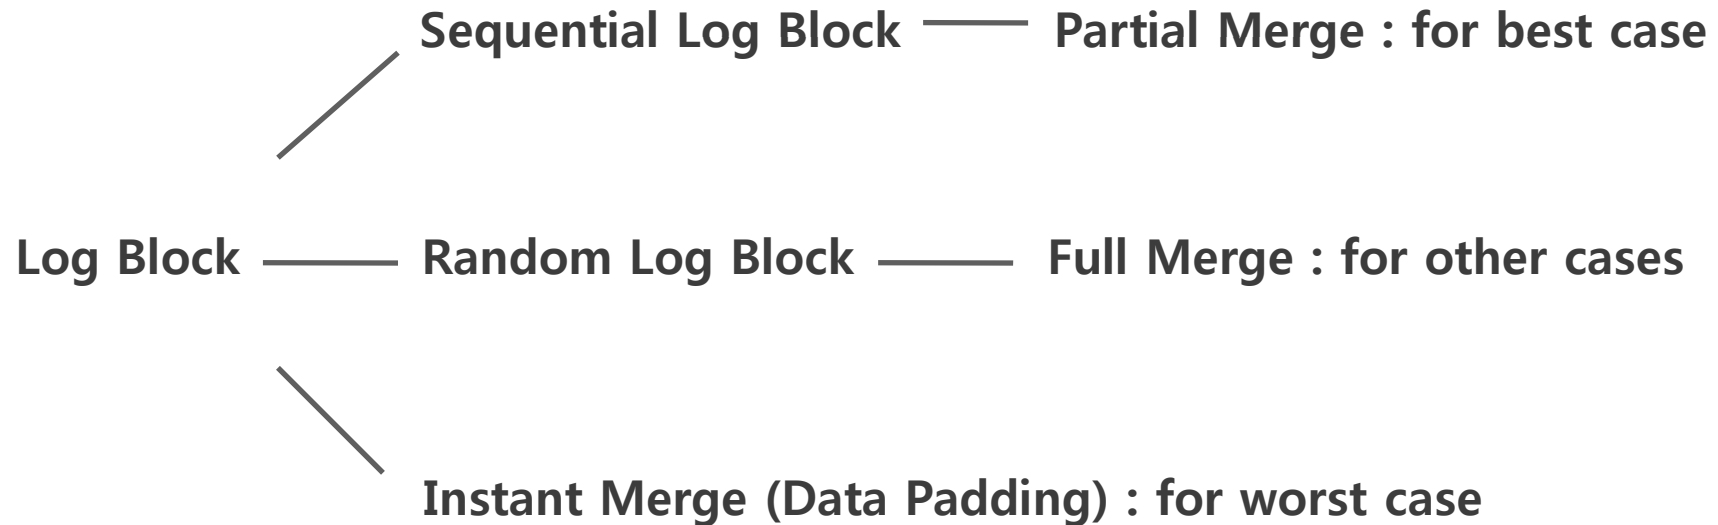 Sequential Log Block
Partial Merge : for best case
Log Block
Random Log Block
Full Merge : for other cases
Instant Merge (Data Padding) : for worst case